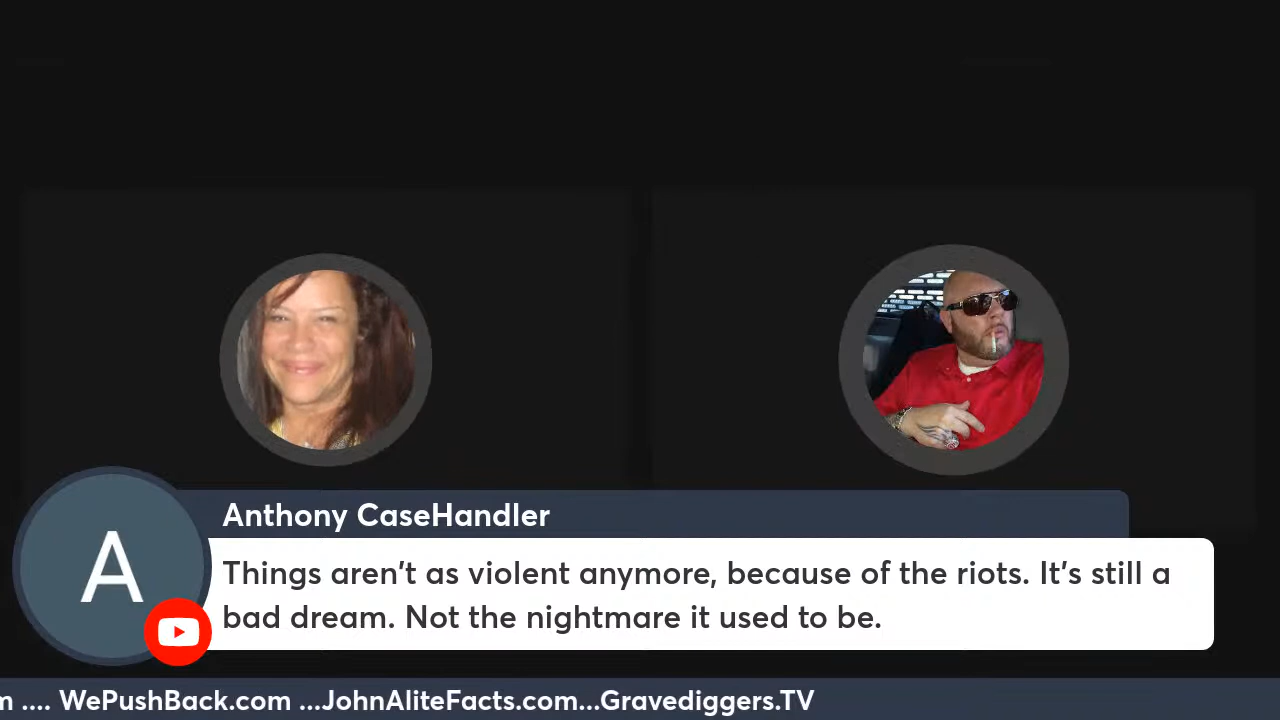 Anthony CaseHandler
A
Things aren't as violent anymore, because of the riots. It's still a
bad dream. Not the nightmare it used to be.
m .... WePushBack.com ...JohnAliteFacts.com...Gravediggers.TV